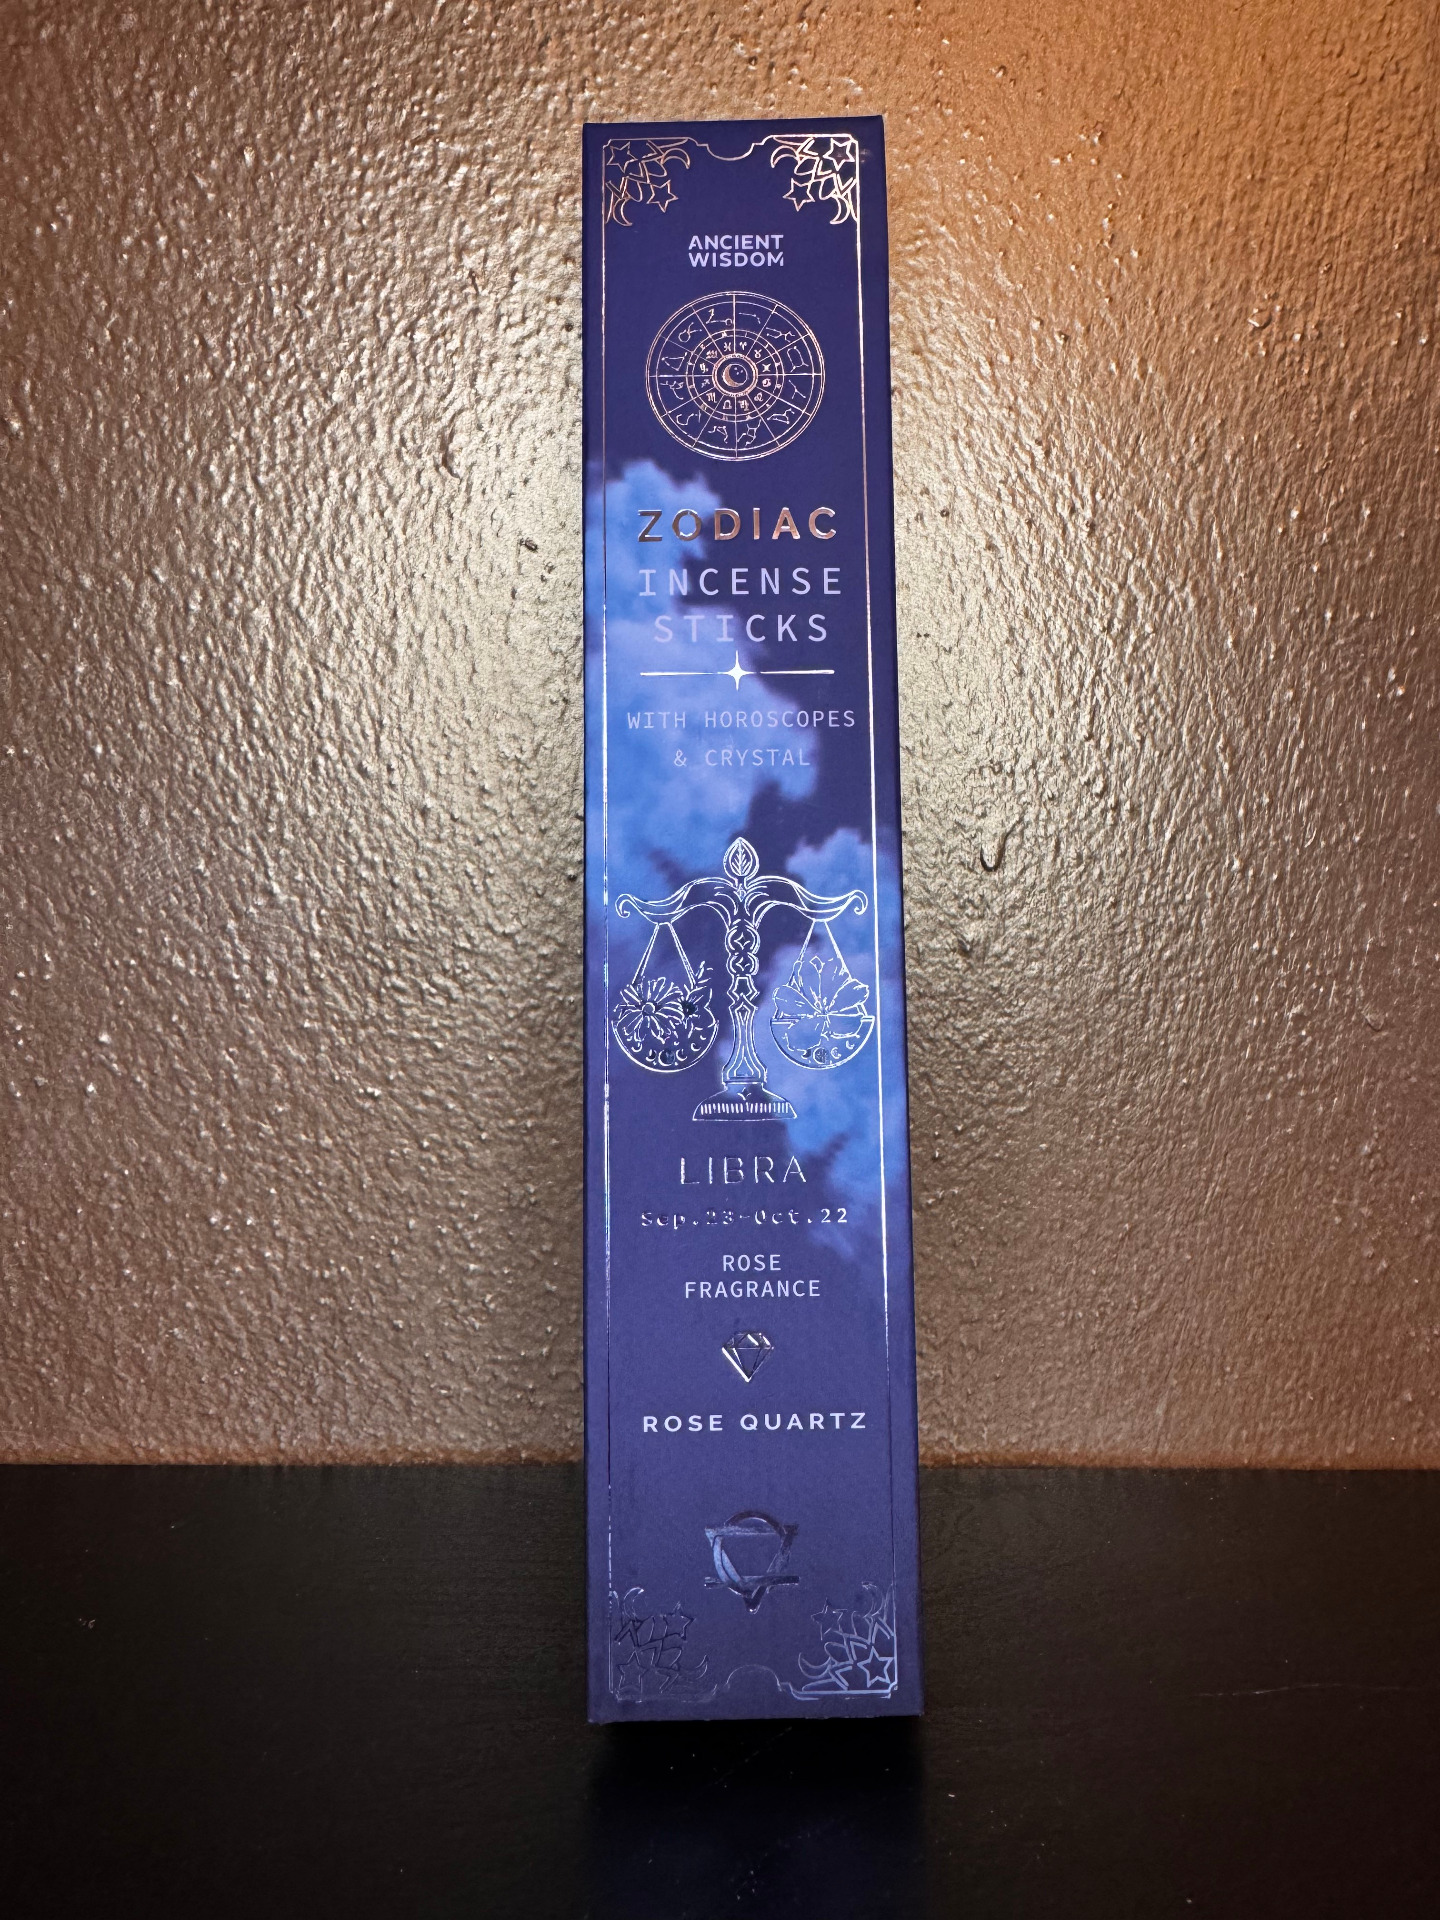 ANCIENT
WISDOM
ZODIAC
INCENSE
STICKS
WITH HOROSCOPES
& CRYSTAL
LIBRA
Sep.23-Oct.22
ROSE
FRAGRANCE
ROSE QUARTZ